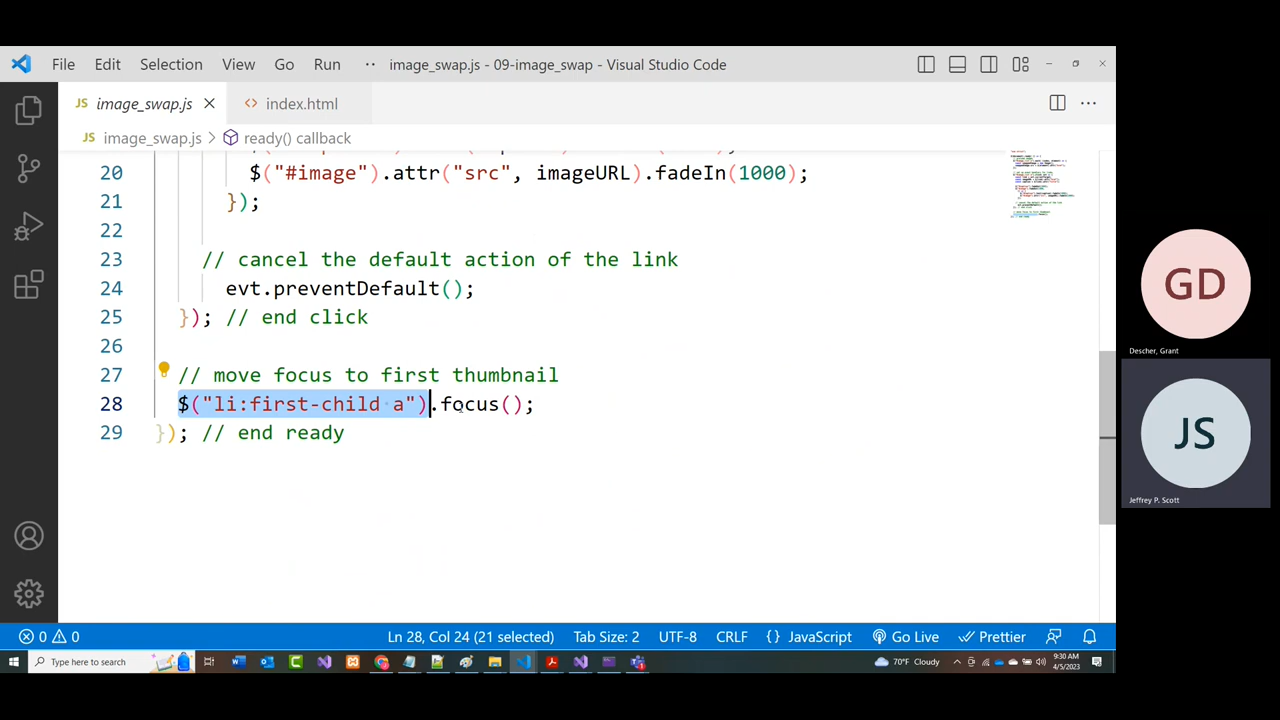 File Edit Selection View Go Run ·· image_swap.js - 09-image_swap - Visual Studio Code
JS image_swap.js index.html
JS image_swap.js > ready() callback
20 $("#image").attr("src", imageURL).fadeIn(1000);
21 });
22
23 // cancel the default action of the link
24 evt.preventDefault();
25 }); // end click
26
27 // move focus to first thumbnail
28 $("li:first-child a").focus();
29 }); // end ready
0 0 Ln 28, Col 24 (21 selected) Tab Size: 2 UTF-8 CRLF {} JavaScript Go Live Prettier
Type here to search 70°F Cloudy 9:30 AM
4/5/2023
GD
Descher, Grant
JS
Jeffrey P. Scott